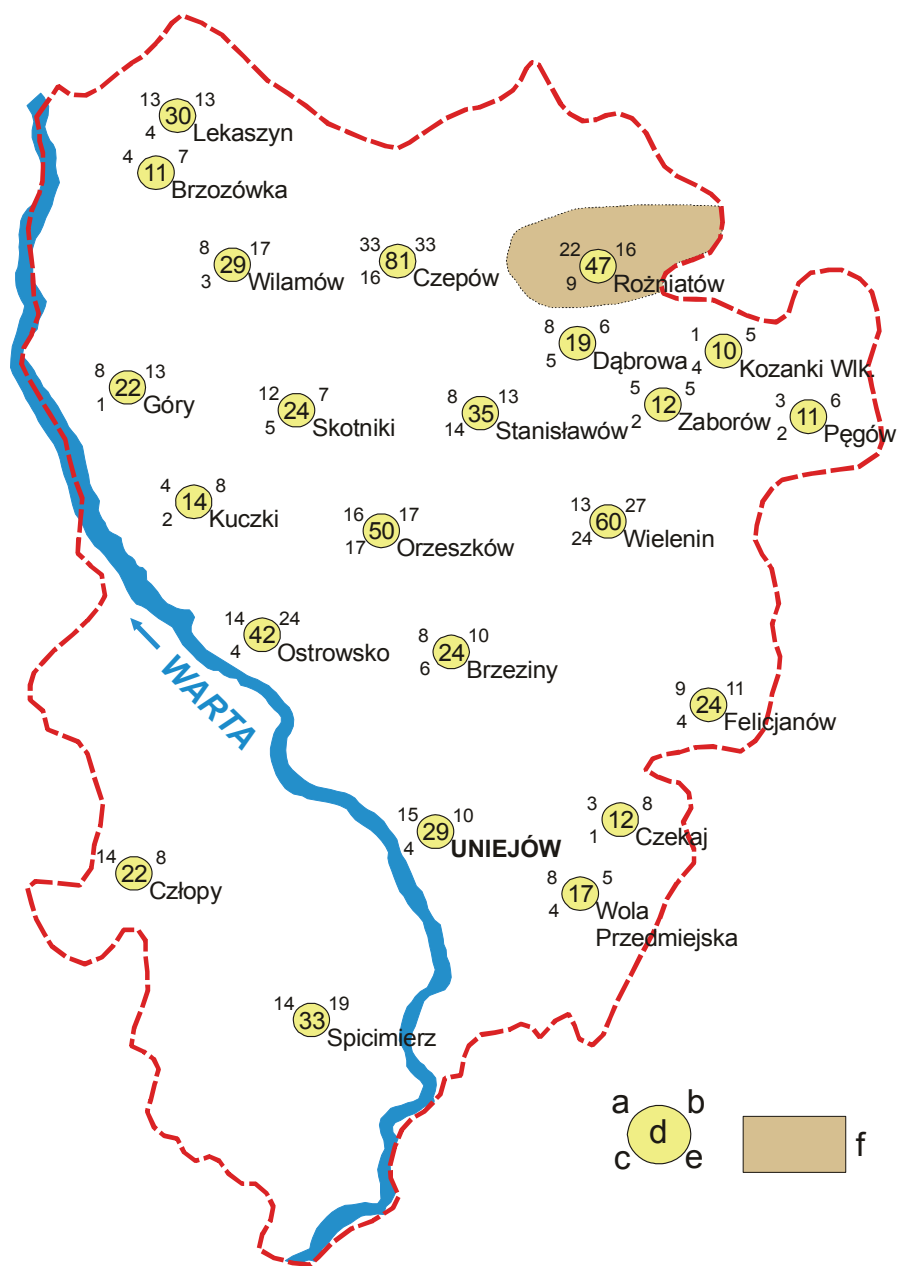 13 13
30
4 Lekaszyn
4 7
11
Brzozówka
8 17
29
3 Wilamów
33 33
81
16 Czepów
22 16
47
9 Rożniatów
8 6
19
5 Dąbrowa
1 5
10
4 Kozanki Wlk.
8 13
22
1 Góry
12 7
24
5 Skotniki
8 13
35
14 Stanisławów
5 5
12
2 Zaborów
3 6
11
2 Pęgów
4 8
14
2 Kuczki
16 17
50
17 Orzeszków
13 27
60
24 Wielenin
14 24
42
4 Ostrowsko
8 10
24
6 Brzeziny
WARTA
9 11
24
4 Felicjanów
15 10
29
4 UNIEJÓW
3 8
12
1 Czekaj
14 8
22
Człopy
8 5
17
4 Wola
Przedmiejska
14 19
33
Spicimierz
a b
d
c e
f